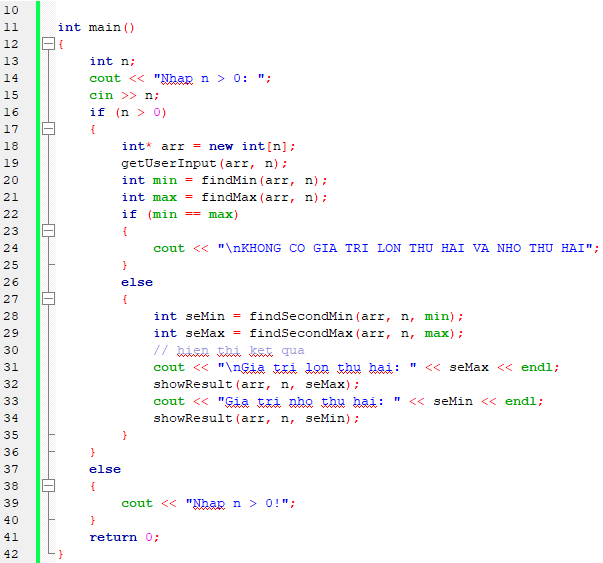 10
11 int main()
12 {
13     int n;
14     cout << "Nhap n > 0: ";
15     cin >> n;
16     if (n > 0)
17     {
18         int* arr = new int[n];
19         getUserInput(arr, n);
20         int min = findMin(arr, n);
21         int max = findMax(arr, n);
22         if (min == max)
23         {
24             cout << "\nKHONG CO GIA TRI LON THU HAI VA NHO THU HAI";
25         }
26         else
27         {
28             int seMin = findSecondMin(arr, n, min);
29             int seMax = findSecondMax(arr, n, max);
30             // hien thi ket qua
31             cout << "\nGia tri lon thu hai: " << seMax << endl;
32             showResult(arr, n, seMax);
33             cout << "Gia tri nho thu hai: " << seMin << endl;
34             showResult(arr, n, seMin);
35         }
36     }
37     else
38     {
39         cout << "Nhap n > 0!";
40     }
41     return 0;
42 }